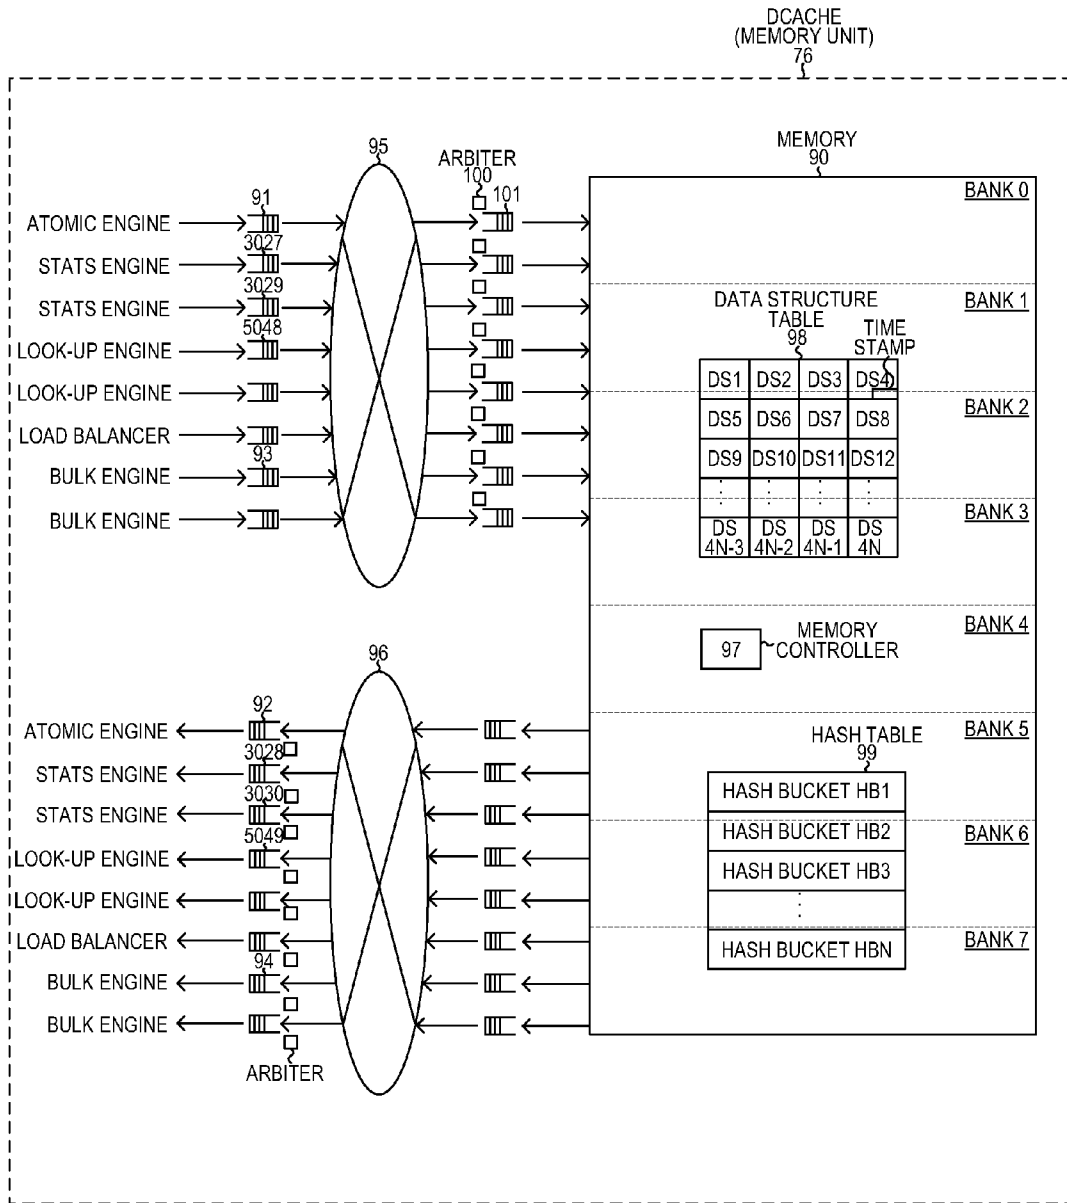 DCACHE
(MEMORY UNIT)
76
MEMORY
90
95
ARBITER
100
101
91
ATOMIC ENGINE
3027
STATS ENGINE
3029
STATS ENGINE
5048
LOOK-UP ENGINE
LOOK-UP ENGINE
LOAD BALANCER
93
BULK ENGINE
BULK ENGINE
BANK 0
BANK 1
DATA STRUCTURE
TABLE
98
TIME
STAMP
DS1 DS2 DS3 DS4
BANK 2
DS5 DS6 DS7 DS8
DS9 DS10 DS11 DS12
⋮ ⋮ ⋮ ⋮
BANK 3
DS DS DS DS
4N-3 4N-2 4N-1 4N
BANK 4
97
MEMORY
CONTROLLER
96
92
ATOMIC ENGINE
3028
STATS ENGINE
3030
STATS ENGINE
5049
LOOK-UP ENGINE
LOOK-UP ENGINE
LOAD BALANCER
94
BULK ENGINE
BULK ENGINE
ARBITER
BANK 5
HASH TABLE
99
HASH BUCKET HB1
BANK 6
HASH BUCKET HB2
HASH BUCKET HB3
⋮
BANK 7
HASH BUCKET HBN